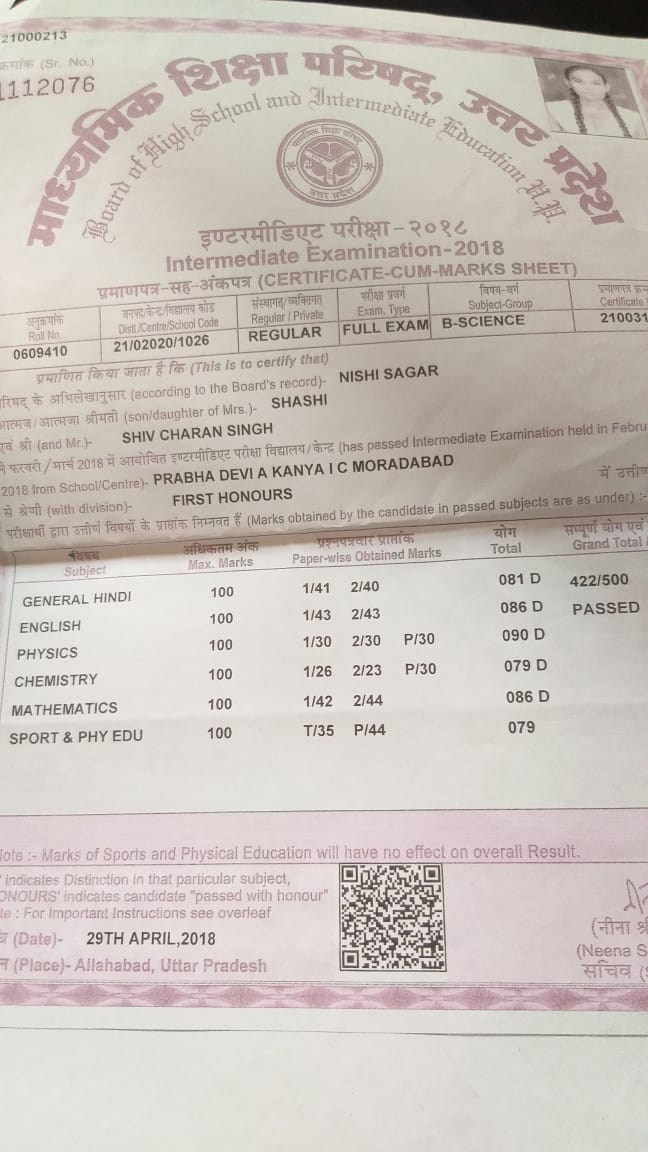 21000213
क्रमांक (Sr. No.)
1112076
माध्यमिक शिक्षा परिषद्, उत्तर प्रदेश
Board of High School and Intermediate Education U.P.
इण्टरमीडिएट परीक्षा-२०१८
Intermediate Examination-2018
प्रमाणपत्र-सह-अंकपत्र (CERTIFICATE-CUM-MARKS SHEET)
अनुक्रमांक जनपद/केन्द्र/विद्यालय कोड संस्थागत/व्यक्तिगत परीक्षा प्रवर्ग विषय-वर्ग प्रमाणपत्र
Roll No. Distt./Centre/School Code Regular / Private Exam. Type Subject-Group Certificate
0609410 21/02020/1026 REGULAR FULL EXAM B-SCIENCE 210031
प्रमाणित किया जाता है कि (This is to certify that)
के अभिलेखानुसार (according to the Board's record)- NISHI SAGAR
आत्मज/आत्मजा श्रीमती (son/daughter of Mrs.)- SHASHI
एवं श्री (and Mr.)- SHIV CHARAN SINGH
ने फरवरी/मार्च 2018 में आयोजित इण्टरमीडिएट परीक्षा विद्यालय/केन्द्र (has passed Intermediate Examination held in Febru
2018 from School/Centre)- PRABHA DEVI A KANYA I C MORADABAD में
से श्रेणी (with division)- FIRST HONOURS
परीक्षार्थी द्वारा उत्तीर्ण विषयों के प्राप्तांक निम्नवत हैं (Marks obtained by the candidate in passed subjects are as under) :-
विषय अधिकतम अंक प्रश्नपत्रवार प्राप्तांक योग सम्पूर्ण योग एवं
Subject Max. Marks Paper-wise Obtained Marks Total Grand Total
GENERAL HINDI 100 1/41 2/40 081 D 422/500
ENGLISH 100 1/43 2/43 086 D PASSED
PHYSICS 100 1/30 2/30 P/30 090 D
CHEMISTRY 100 1/26 2/23 P/30 079 D
MATHEMATICS 100 1/42 2/44 086 D
SPORT & PHY EDU 100 T/35 P/44 079
Note :- Marks of Sports and Physical Education will have no effect on overall Result.
' indicates Distinction in that particular subject,
ONOURS' indicates candidate "passed with honour"
te : For Important Instructions see overleaf
(Date)- 29TH APRIL,2018
(Place)- Allahabad, Uttar Pradesh
(नीना श्री
(Neena S
सचिव